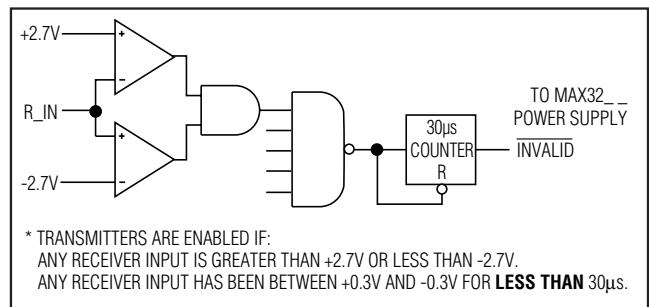 +2.7V
+
-
R_IN
+
-
-2.7V
30μs
COUNTER
R
TO MAX32_ _
POWER SUPPLY
INVALID
* TRANSMITTERS ARE ENABLED IF:
ANY RECEIVER INPUT IS GREATER THAN +2.7V OR LESS THAN -2.7V.
ANY RECEIVER INPUT HAS BEEN BETWEEN +0.3V AND -0.3V FOR LESS THAN 30μs.